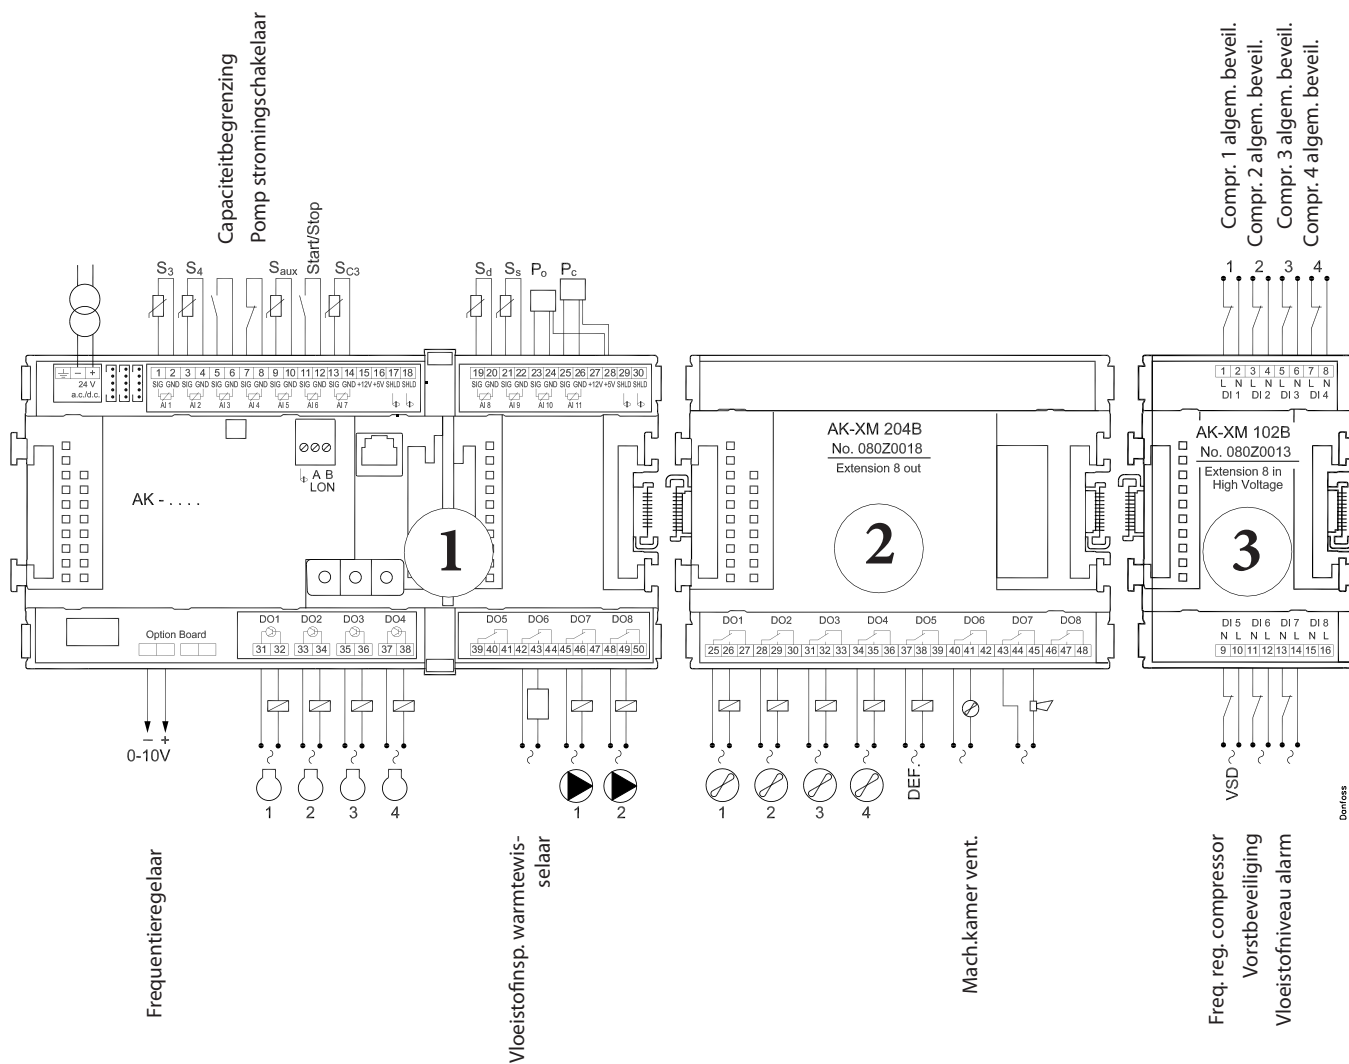 Capaciteitbegrenzing
Pomp stromingschakelaar
Compr. 1 algem. beveil.
Compr. 2 algem. beveil.
Compr. 3 algem. beveil.
Compr. 4 algem. beveil.
S3 S4 Saux Start/Stop SC3
Sd Ss Po Pc
1 2 3 4
- +
24 V
a.c./d.c.
1 2 3 4 5 6 7 8 9 10 11 12 13 14 15 16 17 18
SIG GND SIG GND SIG GND SIG GND SIG GND SIG GND SIG GND +12V +5V SHLD SHLD
AI 1 AI 2 AI 3 AI 4 AI 5 AI 6 AI 7
19 20 21 22 23 24 25 26 27 28 29 30
SIG GND SIG GND SIG GND SIG GND +12V +5V SHLD SHLD
AI 8 AI 9 AI 10 AI 11
1 2 3 4 5 6 7 8
L N L N L N L N
DI 1 DI 2 DI 3 DI 4
A B
LON
AK - . . . .
1
AK-XM 204B
No. 080Z0018
Extension 8 out
2
AK-XM 102B
No. 080Z0013
Extension 8 in
High Voltage
3
Option Board
DO1 DO2 DO3 DO4
31 32 33 34 35 36 37 38
DO5 DO6 DO7 DO8
39 40 41 42 43 44 45 46 47 48 49 50
DO1 DO2 DO3 DO4 DO5 DO6 DO7 DO8
25 26 27 28 29 30 31 32 33 34 35 36 37 38 39 40 41 42 43 44 45 46 47 48
DI 5 DI 6 DI 7 DI 8
N L N L N L N L
9 10 11 12 13 14 15 16
- +
0-10V
1 2 3 4
1 2
1 2 3 4
DEF.
VSD
Danfoss
Frequentieregelaar
Vloeistofinsp. warmtewis-
selaar
Mach.kamer vent.
Freq. reg. compressor
Vorstbeveiliging
Vloeistofniveau alarm